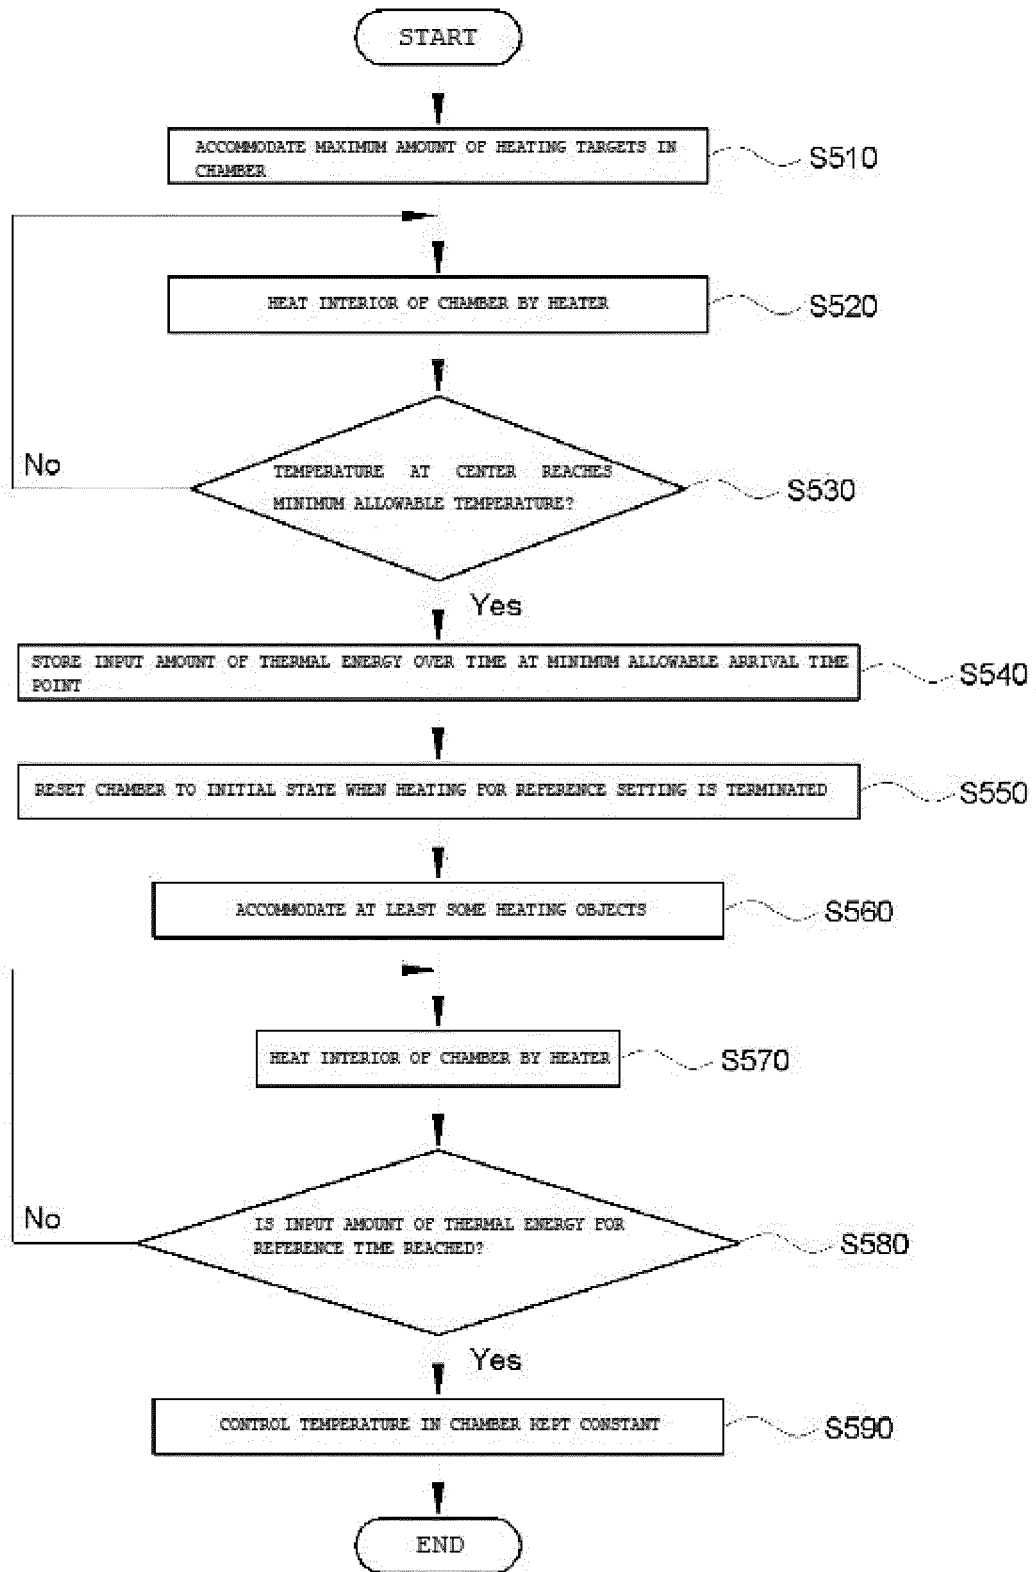 START
ACCOMMODATE MAXIMUM AMOUNT OF HEATING TARGETS IN
CHAMBER
S510
HEAT INTERIOR OF CHAMBER BY HEATER
S520
No
TEMPERATURE AT CENTER REACHES
MINIMUM ALLOWABLE TEMPERATURE?
S530
Yes
STORE INPUT AMOUNT OF THERMAL ENERGY OVER TIME AT MINIMUM ALLOWABLE ARRIVAL TIME
POINT
S540
RESET CHAMBER TO INITIAL STATE WHEN HEATING FOR REFERENCE SETTING IS TERMINATED
S550
ACCOMMODATE AT LEAST SOME HEATING OBJECTS
S560
HEAT INTERIOR OF CHAMBER BY HEATER
S570
No
IS INPUT AMOUNT OF THERMAL ENERGY FOR
REFERENCE TIME REACHED?
S580
Yes
CONTROL TEMPERATURE IN CHAMBER KEPT CONSTANT
S590
END